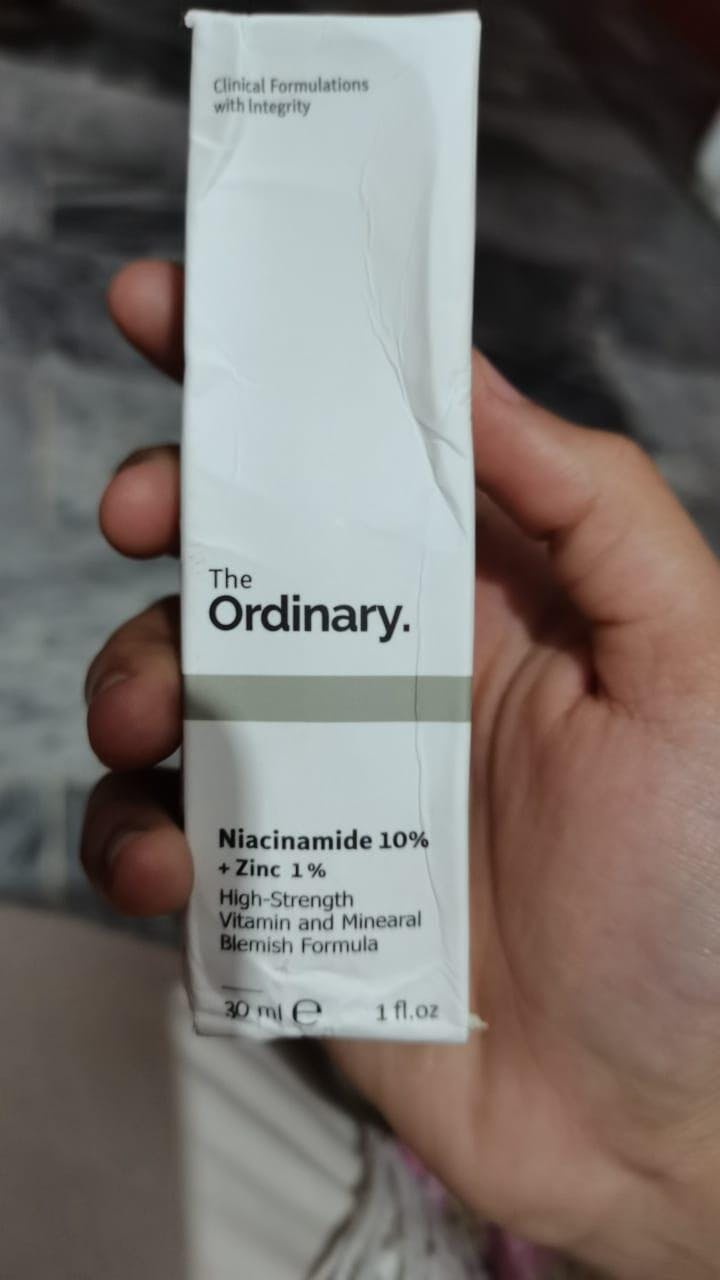 Clinical Formulations
with Integrity
The
Ordinary.
Niacinamide 10%
+ Zinc 1%
High-Strength
Vitamin and Minearal
Blemish Formula
30 ml ℮ 1 fl.oz